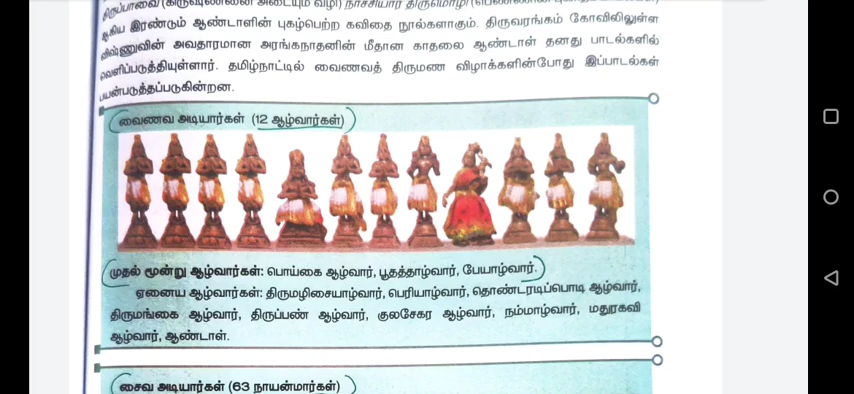 திருப்பாவை (கிருஷ்ணனை அடையும் வழி) நாச்சியார் திருமொழி
ஆகிய இரண்டும் ஆண்டாளின் புகழ்பெற்ற கவிதை நூல்களாகும். திருவரங்கம் கோவிலிலுள்ள
விஷ்ணுவின் அவதாரமான அரங்கநாதனின் மீதான காதலை ஆண்டாள் தனது பாடல்களில்
வெளிப்படுத்தியுள்ளார். தமிழ்நாட்டில் வைணவத் திருமண விழாக்களின்போது இப்பாடல்கள்
பயன்படுத்தப்படுகின்றன.
வைணவ அடியார்கள் (12 ஆழ்வார்கள்)
முதல் மூன்று ஆழ்வார்கள்: பொய்கை ஆழ்வார், பூதத்தாழ்வார், பேயாழ்வார்.
ஏனைய ஆழ்வார்கள்: திருமழிசையாழ்வார், பெரியாழ்வார், தொண்டரடிப்பொடி ஆழ்வார்,
திருமங்கை ஆழ்வார், திருப்பண் ஆழ்வார், குலசேகர ஆழ்வார், நம்மாழ்வார், மதுரகவி
ஆழ்வார், ஆண்டாள்.
சைவ அடியார்கள் (63 நாயன்மார்கள்)